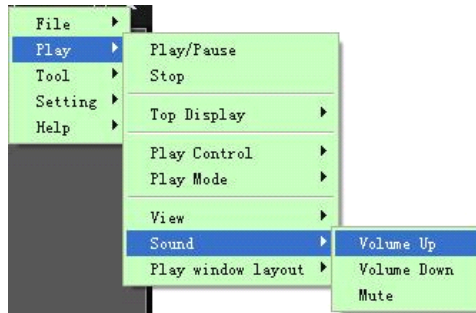 File
Play
Tool
Setting
Help
Play/Pause
Stop
Top Display
Play Control
Play Mode
View
Sound
Play window layout
Volume Up
Volume Down
Mute